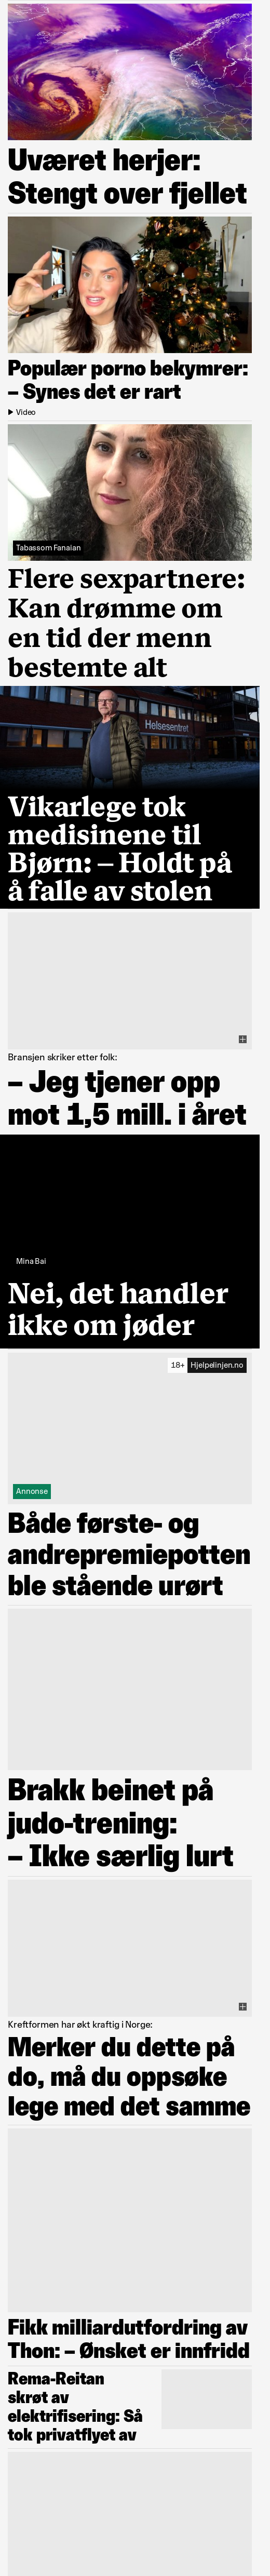 Uværet herjer:
Stengt over fjellet
Populær porno bekymrer:
– Synes det er rart
Video
Tabassom Fanaian
Flere sexpartnere:
Kan drømme om
en tid der menn
bestemte alt
Helsesentret
Vikarlege tok
medisinene til
Bjørn: – Holdt på
å falle av stolen
Bransjen skriker etter folk:
– Jeg tjener opp
mot 1,5 mill. i året
Mina Bai
Nei, det handler
ikke om jøder
18+ Hjelpelinjen.no
Annonse
Både første- og
andrepremiepotten
ble stående urørt
Brakk beinet på
judo-trening:
– Ikke særlig lurt
Kreftformen har økt kraftig i Norge:
Merker du dette på
do, må du oppsøke
lege med det samme
Fikk milliardutfordring av
Thon: – Ønsket er innfridd
Rema-Reitan
skrøt av
elektrifisering: Så
tok privatflyet av